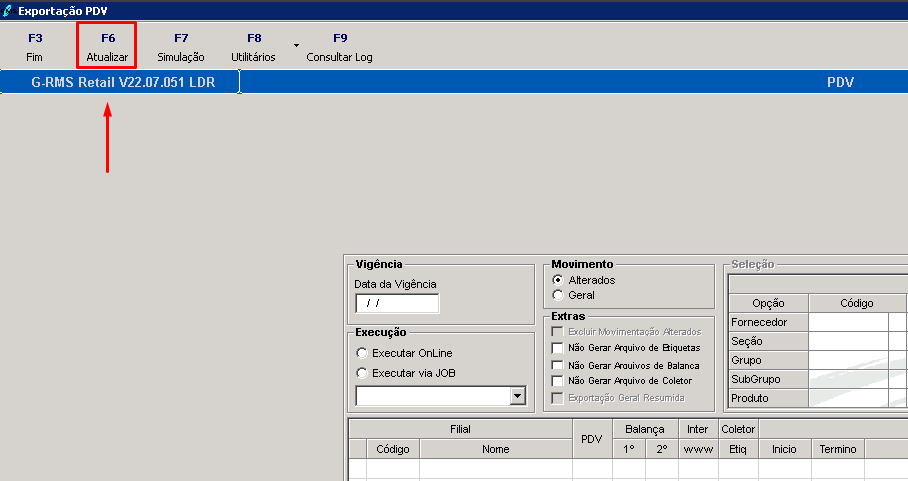 Exportação PDV
F3 F6 F7 F8 F9
Fim Atualizar Simulação Utilitários Consultar Log
G-RMS Retail V22.07.051 LDR PDV
Vigência
Data da Vigência
/ /
Execução
Executar OnLine
Executar via JOB
Movimento
Alterados
Geral
Extras
Excluir Movimentação Alterados
Não Gerar Arquivo de Etiquetas
Não Gerar Arquivos de Balanca
Não Gerar Arquivo de Coletor
Exportação Geral Resumida
Seleção
Opção Código
Fornecedor
Seção
Grupo
SubGrupo
Produto
Filial PDV Balança Inter Coletor
Código Nome 1º 2º www Etiq Inicio Termino